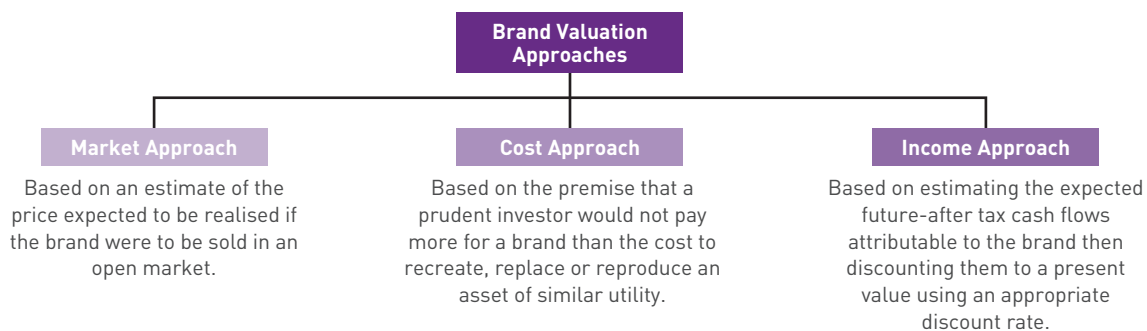 Brand Valuation
Approaches
Market Approach
Based on an estimate of the
price expected to be realised if
the brand were to be sold in an
open market.
Cost Approach
Based on the premise that a
prudent investor would not pay
more for a brand than the cost to
recreate, replace or reproduce an
asset of similar utility.
Income Approach
Based on estimating the expected
future-after tax cash flows
attributable to the brand then
discounting them to a present
value using an appropriate
discount rate.